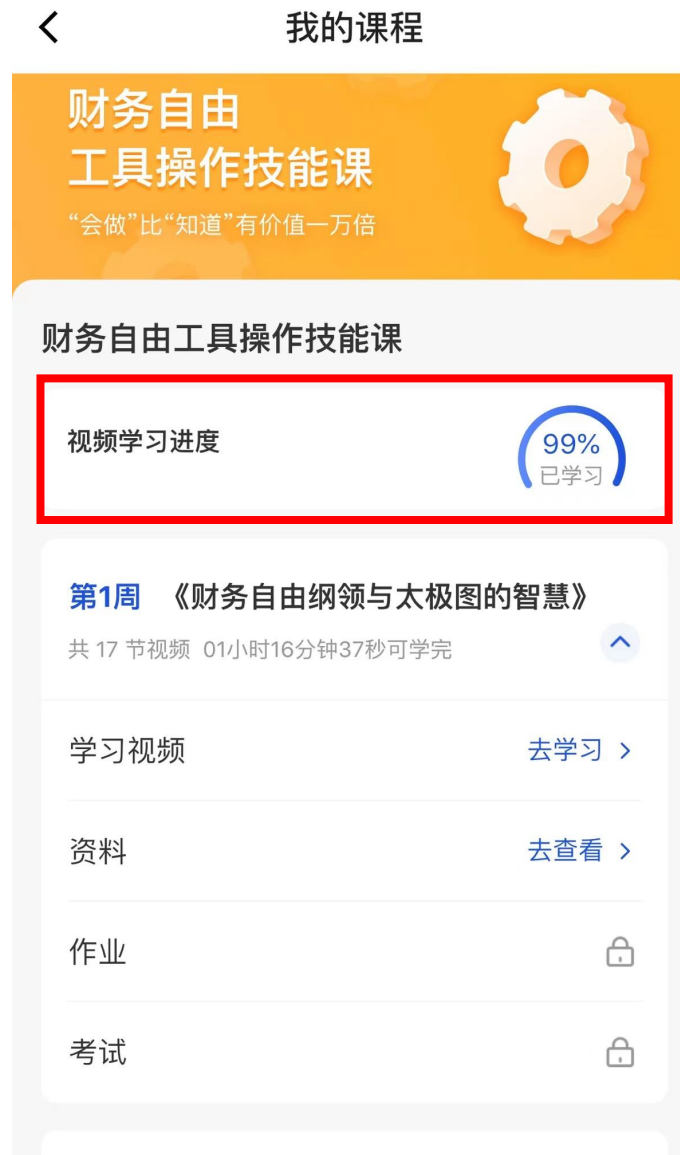 我的课程
财务自由
工具操作技能课
“会做”比“知道”有价值一万倍
财务自由工具操作技能课
视频学习进度
99%
已学习
第1周 《财务自由纲领与太极图的智慧》
共 17 节视频 01小时16分钟37秒可学完
学习视频 去学习
资料 去查看
作业
考试